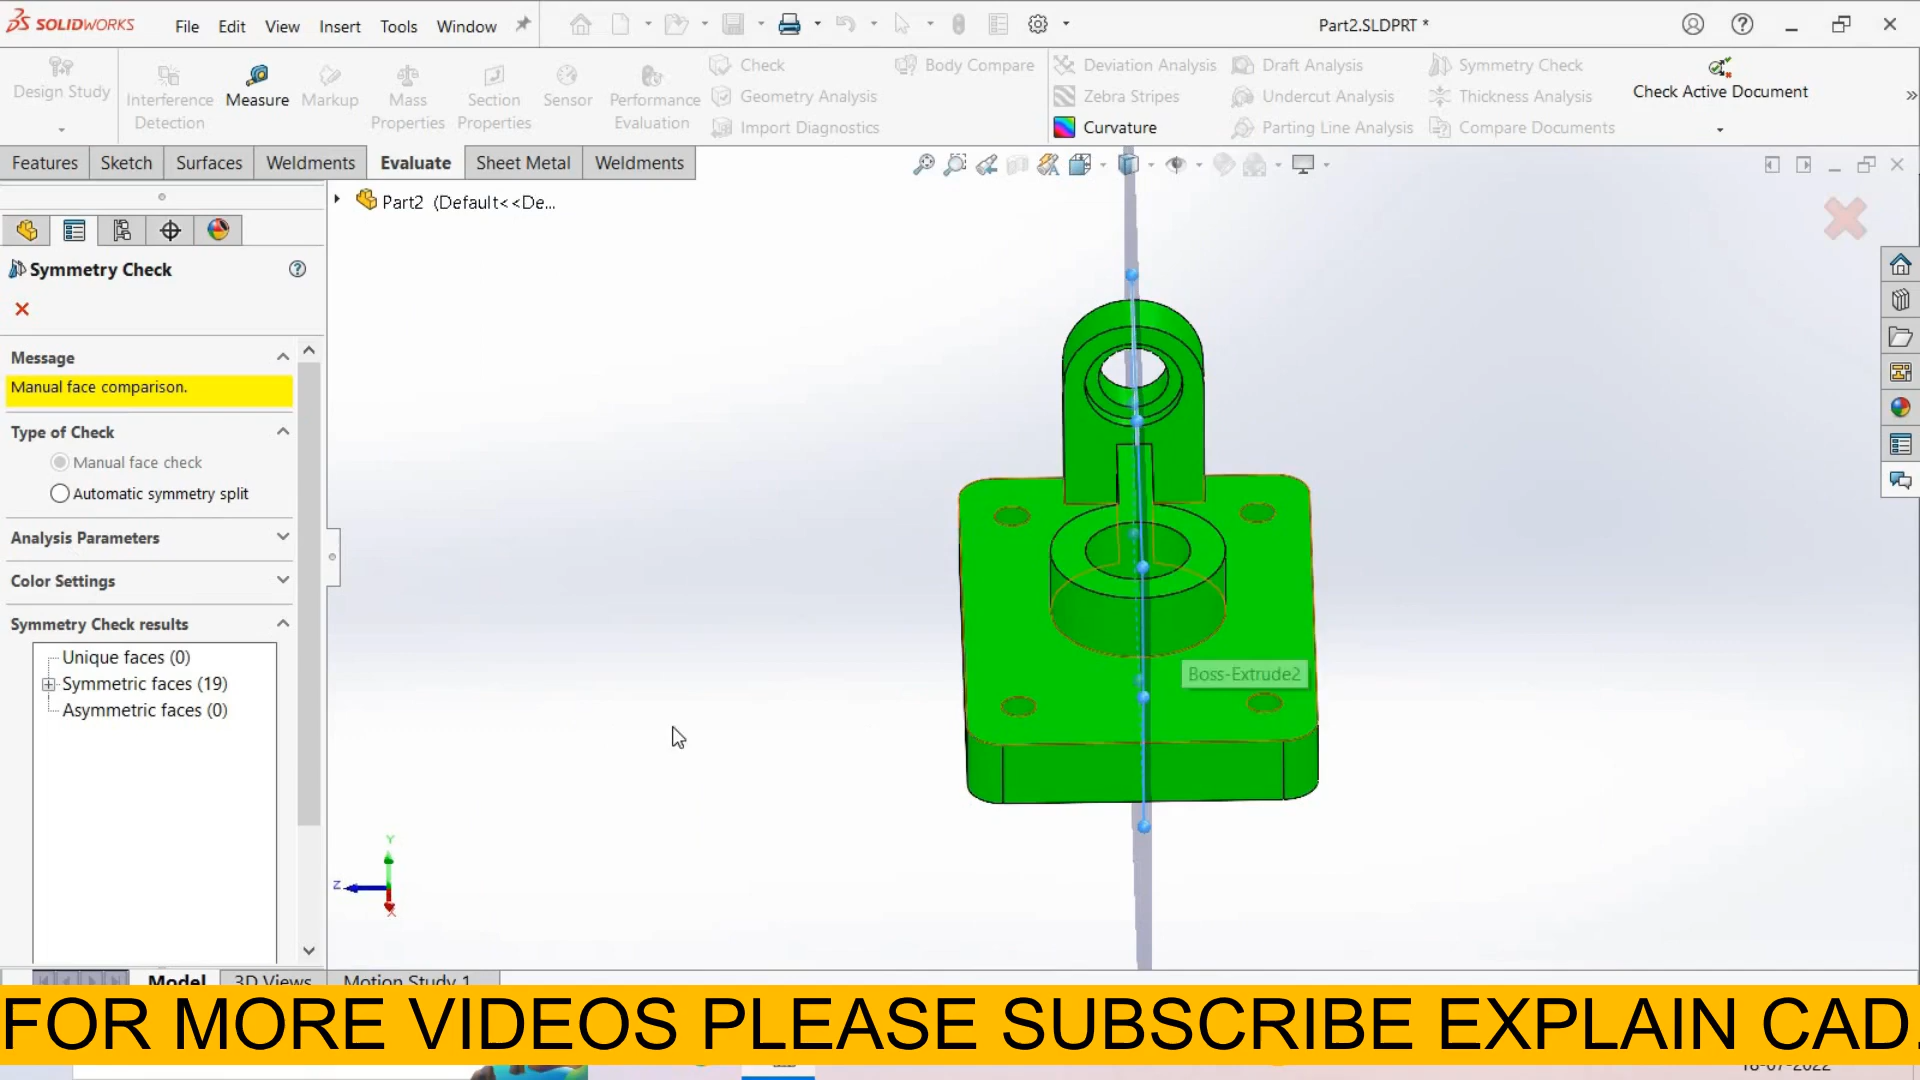 SOLIDWORKS
File Edit View Insert Tools Window
Part2.SLDPRT *
Design Study
Interference Detection
Measure
Markup
Mass Properties
Section Properties
Sensor
Performance Evaluation
Check
Geometry Analysis
Import Diagnostics
Body Compare
Deviation Analysis
Zebra Stripes
Curvature
Draft Analysis
Undercut Analysis
Parting Line Analysis
Symmetry Check
Thickness Analysis
Compare Documents
Check Active Document
Features Sketch Surfaces Weldments Evaluate Sheet Metal Weldments
Part2 (Default<<De...
Symmetry Check
Message
Manual face comparison.
Type of Check
Manual face check
Automatic symmetry split
Analysis Parameters
Color Settings
Symmetry Check results
Unique faces (0)
Symmetric faces (19)
Asymmetric faces (0)
Boss-Extrude2
Y
Z
X
Model 3D Views Motion Study 1
FOR MORE VIDEOS PLEASE SUBSCRIBE EXPLAIN CAD.
18-07-2022